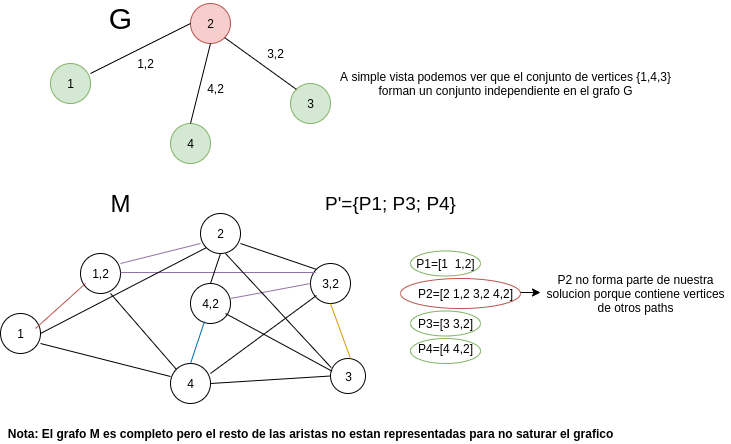 G
2
1,2
3,2
1
4,2
3
4
A simple vista podemos ver que el conjunto de vertices {1,4,3}
forman un conjunto independiente en el grafo G
M
P'={P1; P3; P4}
2
1,2
3,2
4,2
1
4
3
P1=[1 1,2]
P2=[2 1,2 3,2 4,2]
P3=[3 3,2]
P4=[4 4,2]
P2 no forma parte de nuestra
solucion porque contiene vertices
de otros paths
Nota: El grafo M es completo pero el resto de las aristas no estan representadas para no saturar el grafico